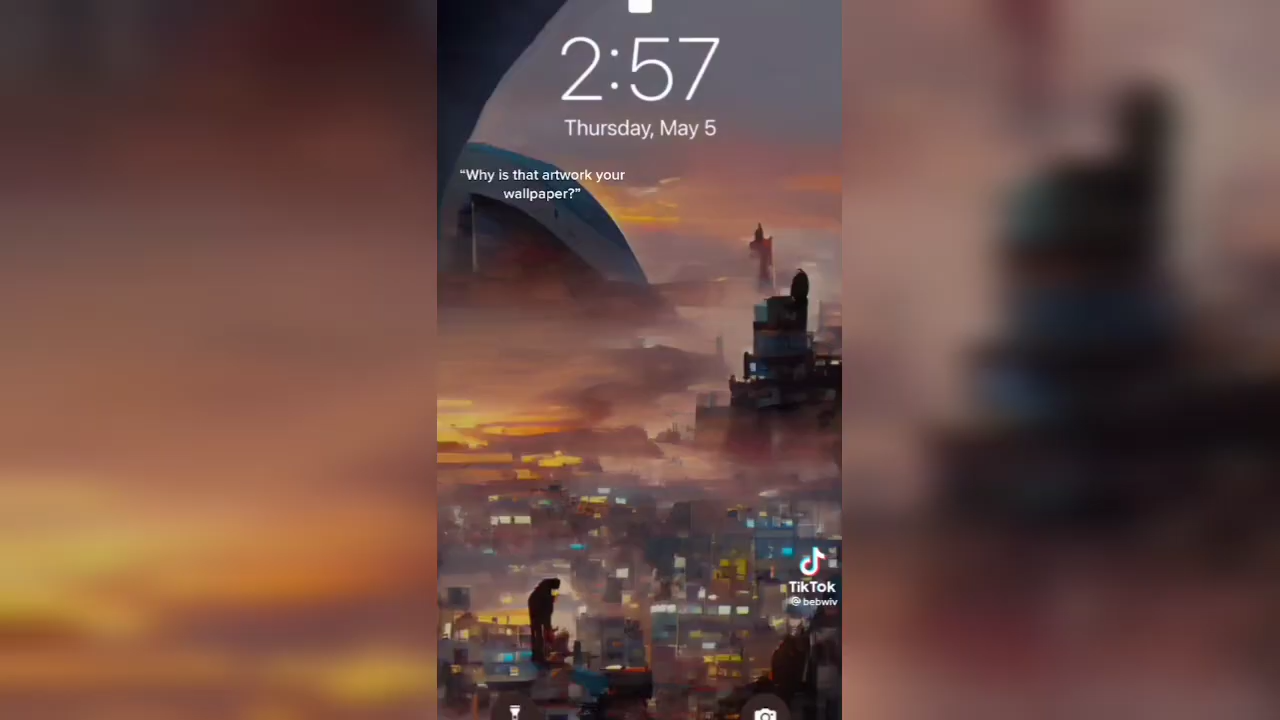 2:57
Thursday, May 5
“Why is that artwork your
wallpaper?”
TikTok
@bebwiv